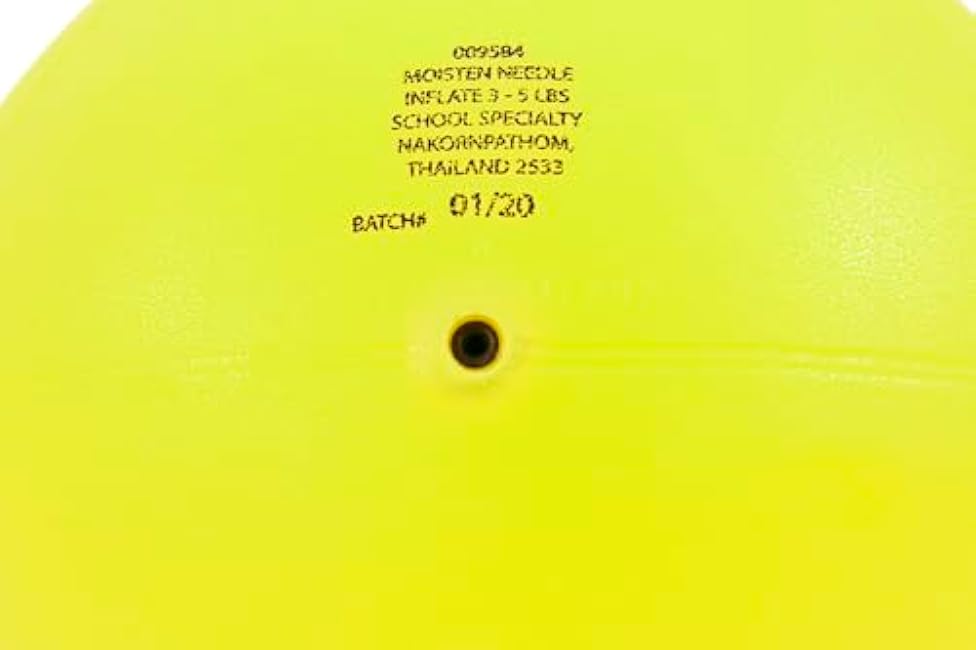 009584
MOISTEN NEEDLE
INFLATE 3 - 5 LBS
SCHOOL SPECIALTY
NAKORNPATHOM,
THAILAND 2533
BATCH# 01/20